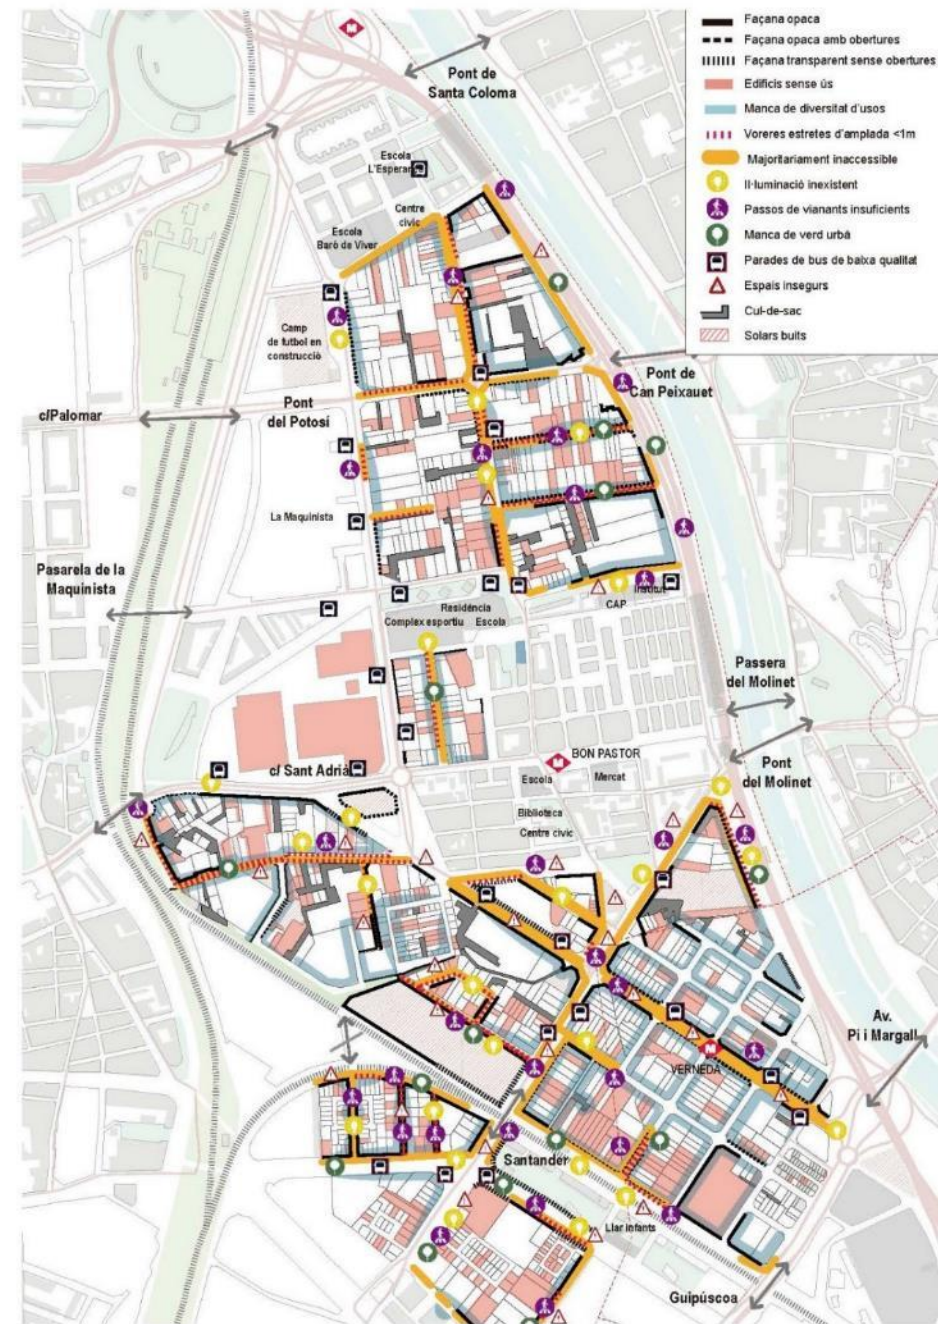 Façana opaca
Façana opaca amb obertures
Façana transparent sense obertures
Edificis sense ús
Manca de diversitat d'usos
Voreres estretes d'amplada <1m
Majoritariament inaccessible
Il·luminació inexistent
Passos de vianants insuficients
Manca de verd urbà
Parades de bus de baixa qualitat
Espais insegurs
Cul-de-sac
Solars buits
M
Pont de
Santa Coloma
Escola
Centre
cívic
Escola
Baró de Viver
Camp
de futbol en
construcció
Pont de
Can Peixauet
c/Palomar
Pont
del Potosí
La Maquinista
Pasarela de la
Maquinista
CAP
Residència
Complex esportiu
Escola
Passera
del Molinet
c/ Sant Adrià
M
BON PASTOR
Escola
Mercat
Pont
del Molinet
Biblioteca
Centre cívic
Av.
Pi i Margall
M
VERNEDA
Santander
Llar infants
Guipúscoa